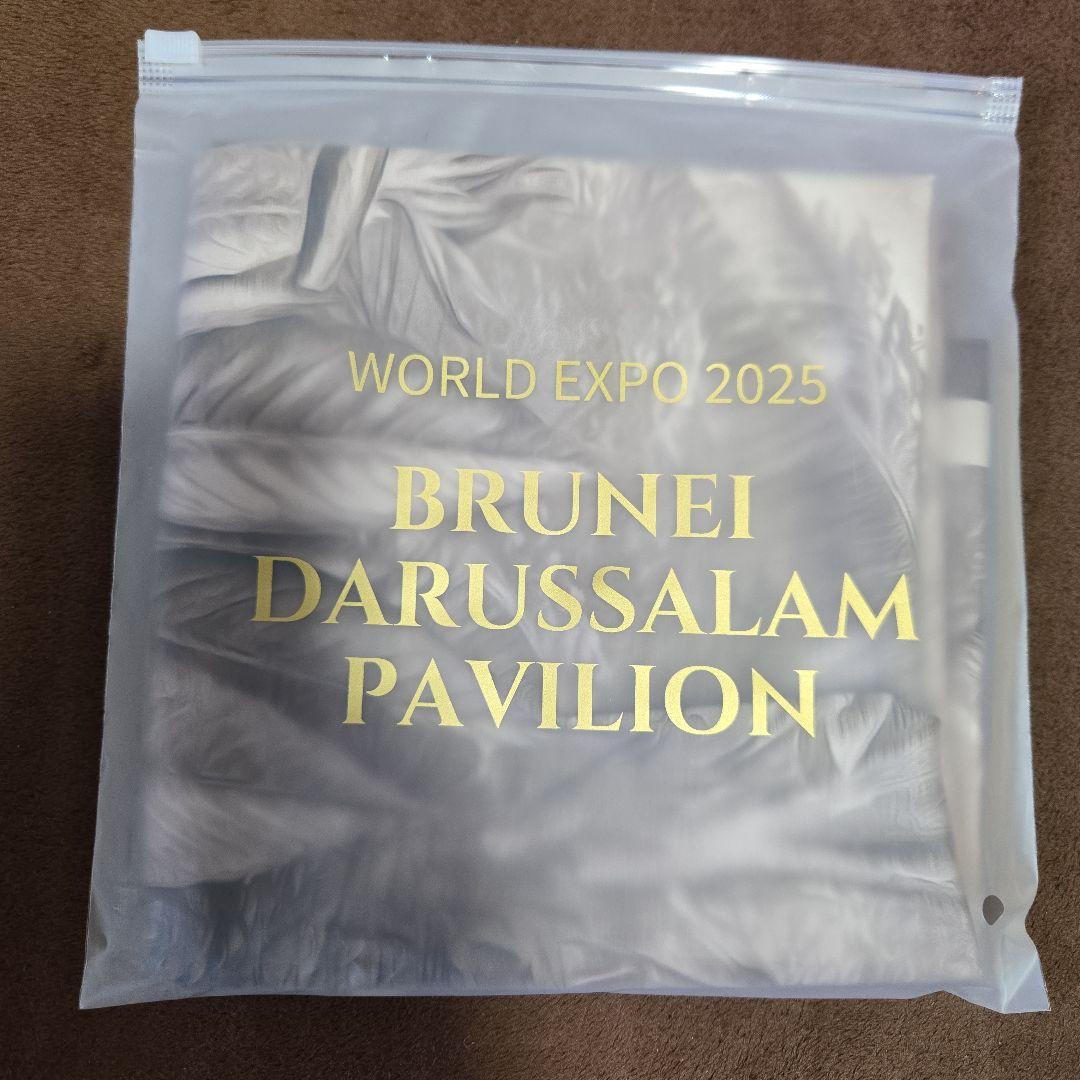 WORLD EXPO 2025
BRUNEI
DARUSSALAM
PAVILION